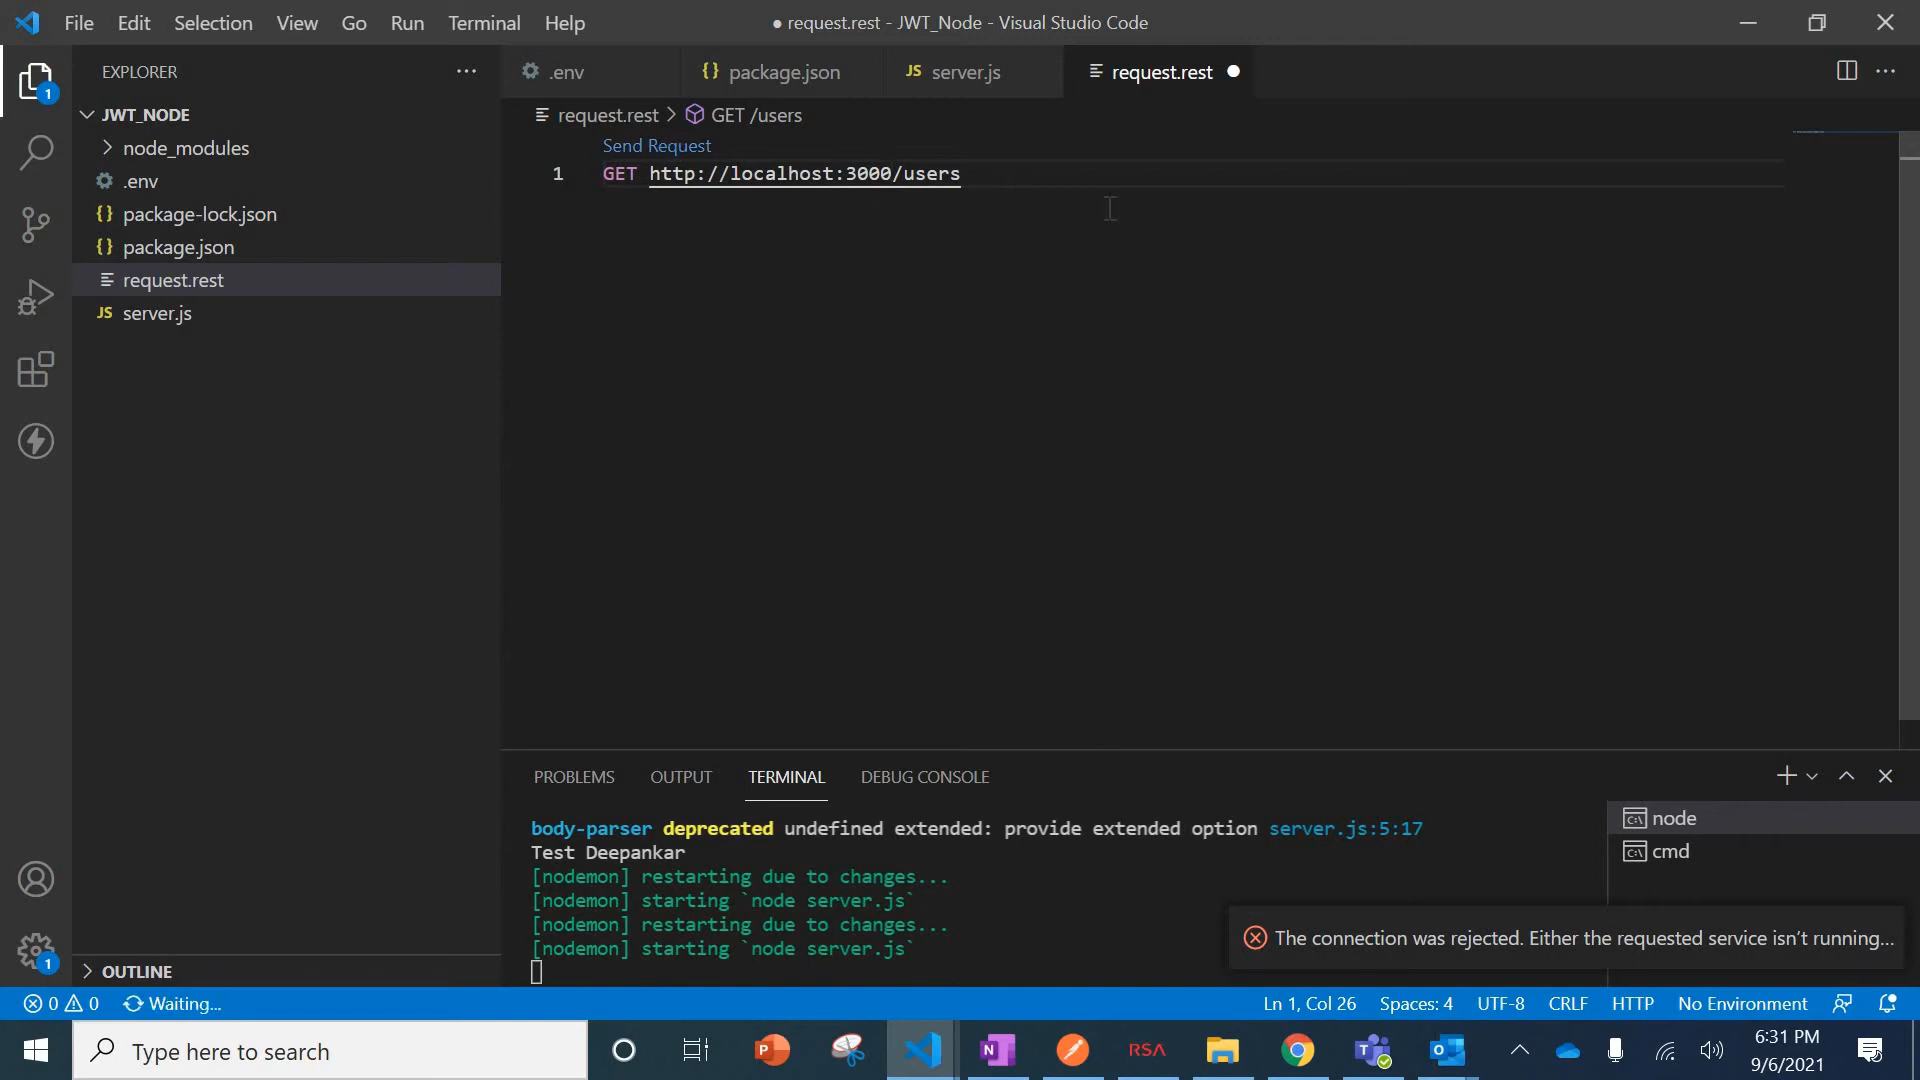 File Edit Selection View Go Run Terminal Help
● request.rest - JWT_Node - Visual Studio Code
EXPLORER
.env
package.json
JS server.js
request.rest
JWT_NODE
request.rest > GET /users
node_modules
.env
package-lock.json
package.json
request.rest
JS server.js
Send Request
1 GET http://localhost:3000/users
PROBLEMS OUTPUT TERMINAL DEBUG CONSOLE
body-parser deprecated undefined extended: provide extended option server.js:5:17
Test Deepankar
[nodemon] restarting due to changes...
[nodemon] starting `node server.js`
[nodemon] restarting due to changes...
[nodemon] starting `node server.js`
node
cmd
The connection was rejected. Either the requested service isn't running...
1
1
OUTLINE
0 0 Waiting...
Ln 1, Col 26 Spaces: 4 UTF-8 CRLF HTTP No Environment
Type here to search
RSA
6:31 PM
9/6/2021